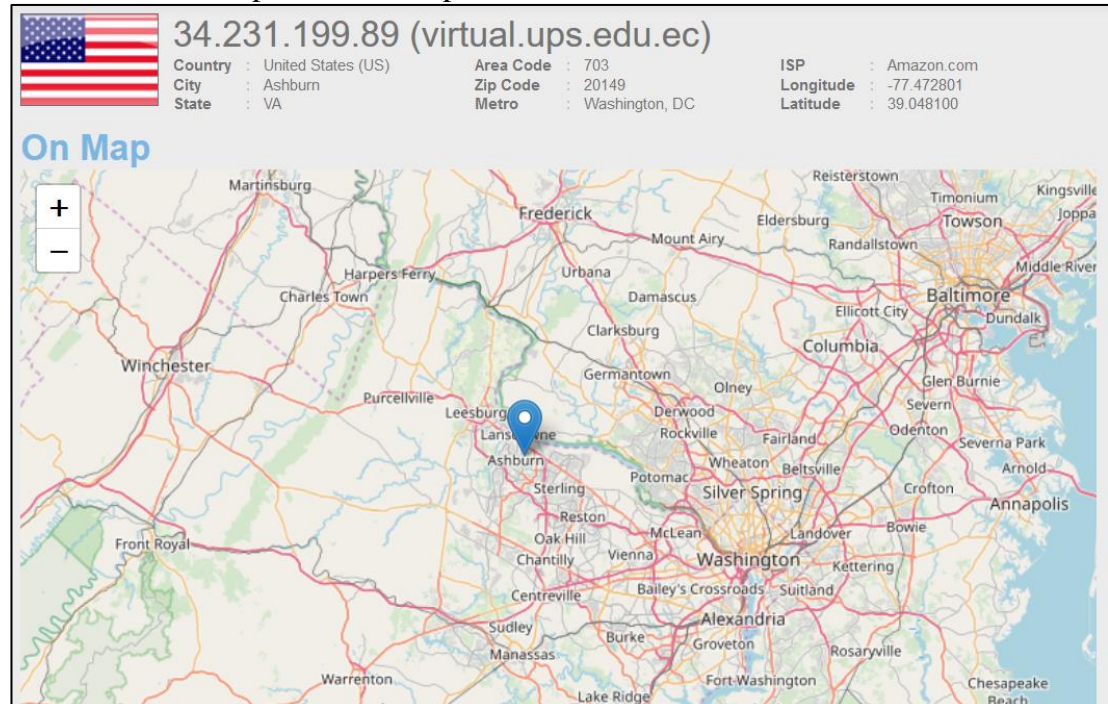 34.231.199.89 (virtual.ups.edu.ec)
Country : United States (US) Area Code : 703 ISP : Amazon.com
City : Ashburn Zip Code : 20149 Longitude : -77.472801
State : VA Metro : Washington, DC Latitude : 39.048100
On Map
+
−
Reisterstown
Martinsburg
Timonium
Kingsville
Frederick
Eldersburg
Towson
Joppa
Mount Airy
Randallstown
Harpers Ferry
Urbana
Middle River
Charles Town
Damascus
Baltimore
Ellicott City
Dundalk
Clarksburg
Columbia
Winchester
Germantown
Olney
Glen Burnie
Purcellville
Leesburg
Derwood
Severn
Rockville
Fairland
Odenton
Severna Park
Ashburn
Wheaton
Beltsville
Arnold
Potomac
Sterling
Silver Spring
Crofton
Annapolis
Reston
McLean
Landover
Bowie
Front Royal
Oak Hill
Chantilly
Vienna
Washington
Kettering
Centreville
Bailey's Crossroads
Suitland
Alexandria
Sudley
Burke
Groveton
Rosaryville
Manassas
Warrenton
Fort Washington
Chesapeake
Lake Ridge
Beach